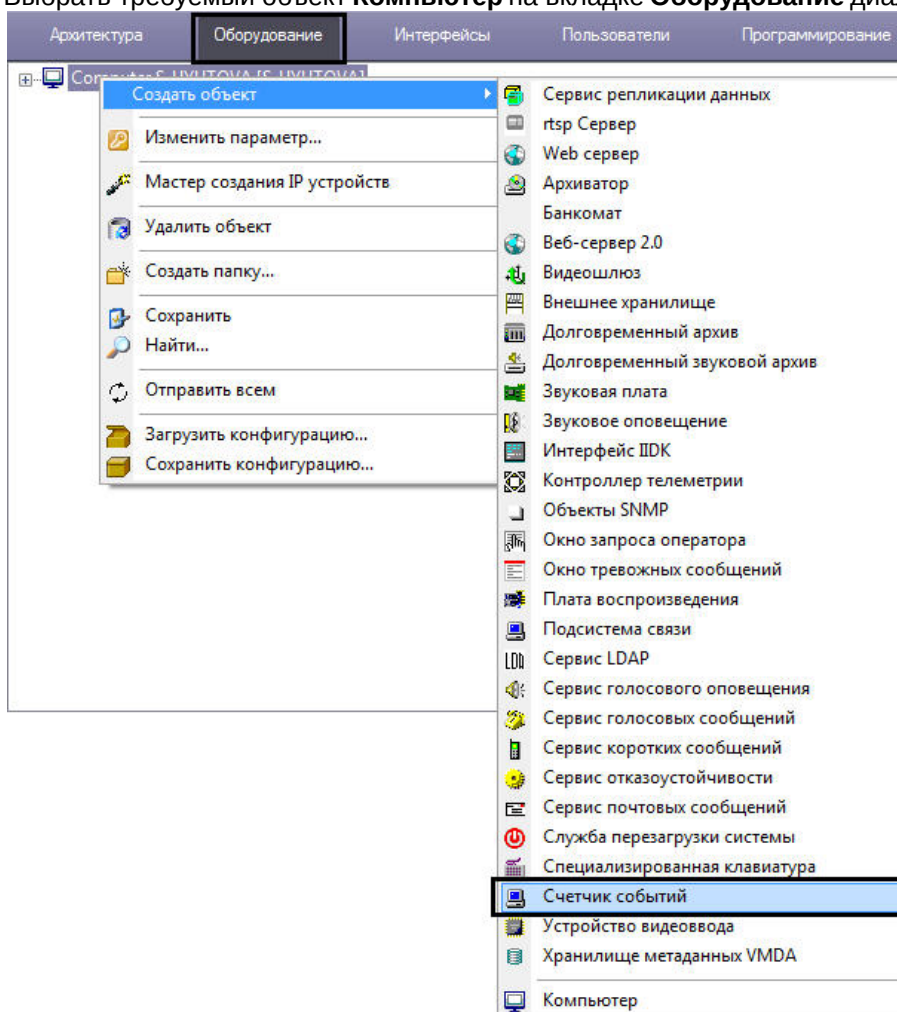 Выбрать требуемый объект Компьютер на вкладке Оборудование
Архитектура Оборудование Интерфейсы Пользователи Программирование
Computer S-UYUTOVA [S-UYUTOVA]
Создать объект
Изменить параметр...
Мастер создания IP устройств
Удалить объект
Создать папку...
Сохранить
Найти...
Отправить всем
Загрузить конфигурацию...
Сохранить конфигурацию...
Сервис репликации данных
rtsp Сервер
Web сервер
Архиватор
Банкомат
Веб-сервер 2.0
Видеошлюз
Внешнее хранилище
Долговременный архив
Долговременный звуковой архив
Звуковая плата
Звуковое оповещение
Интерфейс IIDK
Контроллер телеметрии
Объекты SNMP
Окно запроса оператора
Окно тревожных сообщений
Плата воспроизведения
Подсистема связи
Сервис LDAP
Сервис голосового оповещения
Сервис голосовых сообщений
Сервис коротких сообщений
Сервис отказоустойчивости
Сервис почтовых сообщений
Служба перезагрузки системы
Специализированная клавиатура
Счетчик событий
Устройство видеоввода
Хранилище метаданных VMDA
Компьютер